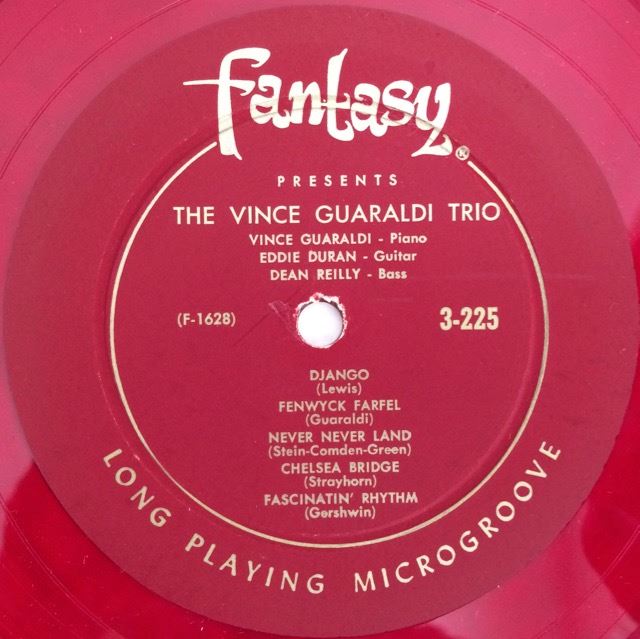 Fantasy®
PRESENTS
THE VINCE GUARALDI TRIO
VINCE GUARALDI - Piano
EDDIE DURAN - Guitar
DEAN REILLY - Bass
(F-1628)
3-225
DJANGO
(Lewis)
FENWYCK FARFEL
(Guaraldi)
NEVER NEVER LAND
(Stein-Comden-Green)
CHELSEA BRIDGE
(Strayhorn)
FASCINATIN' RHYTHM
(Gershwin)
LONG PLAYING MICROGROOVE